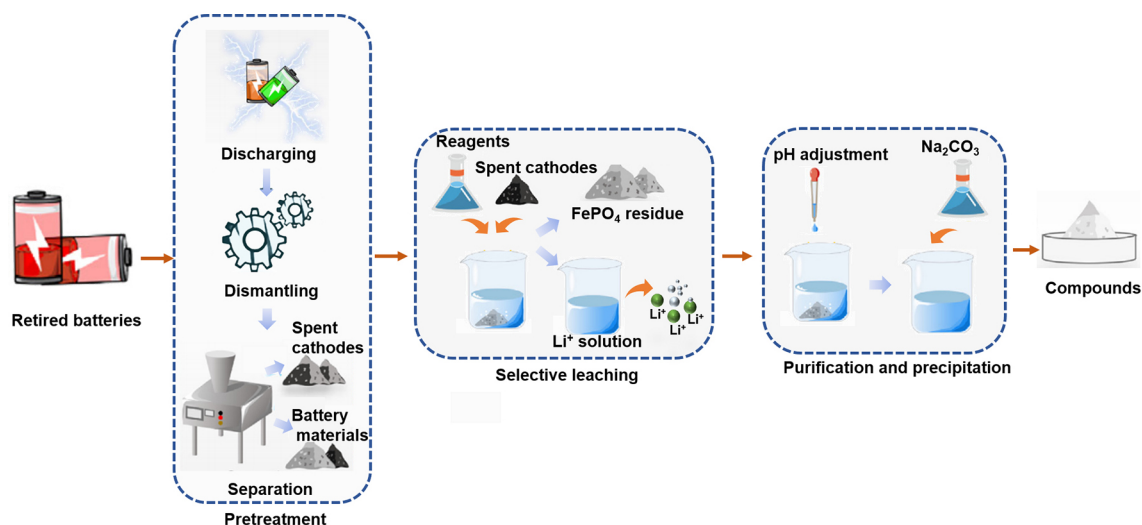 Retired batteries
Discharging
Dismantling
Spent
cathodes
Battery
materials
Separation
Pretreatment
Reagents
Spent cathodes
FePO₄ residue
Li⁺
Li⁺
Li⁺
Li⁺ solution
Selective leaching
pH adjustment
Na₂CO₃
Purification and precipitation
Compounds